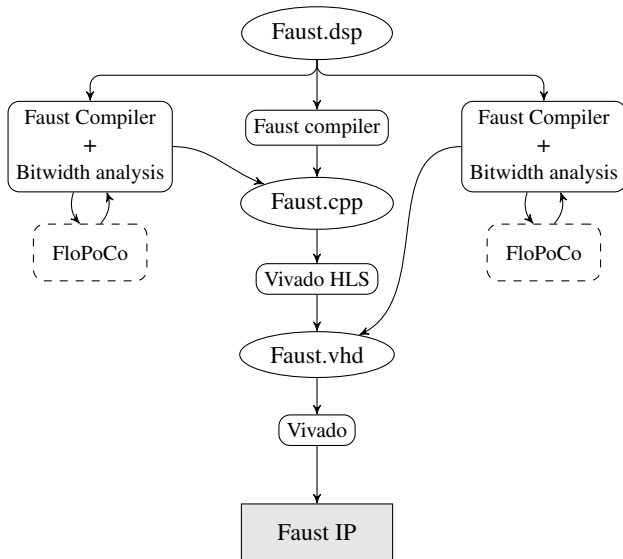 Faust.dsp
Faust Compiler
+
Bitwidth analysis
Faust compiler
Faust Compiler
+
Bitwidth analysis
Faust.cpp
FloPoCo
FloPoCo
Vivado HLS
Faust.vhd
Vivado
Faust IP